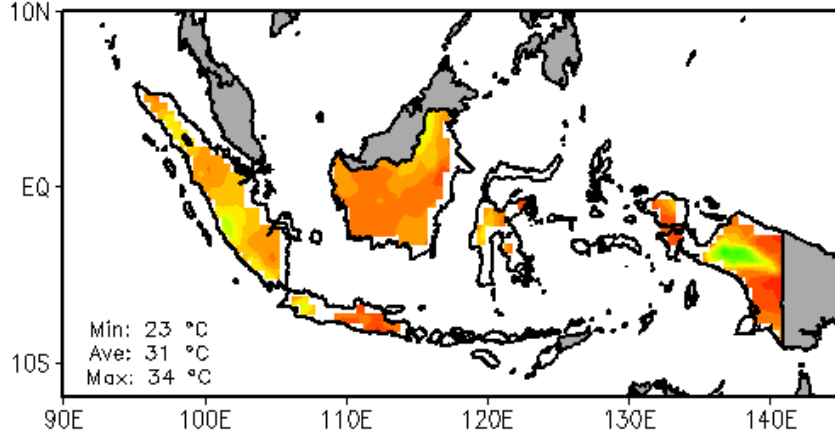 10N
EQ
10S
Min: 23 °C
Ave: 31 °C
Max: 34 °C
90E 100E 110E 120E 130E 140E